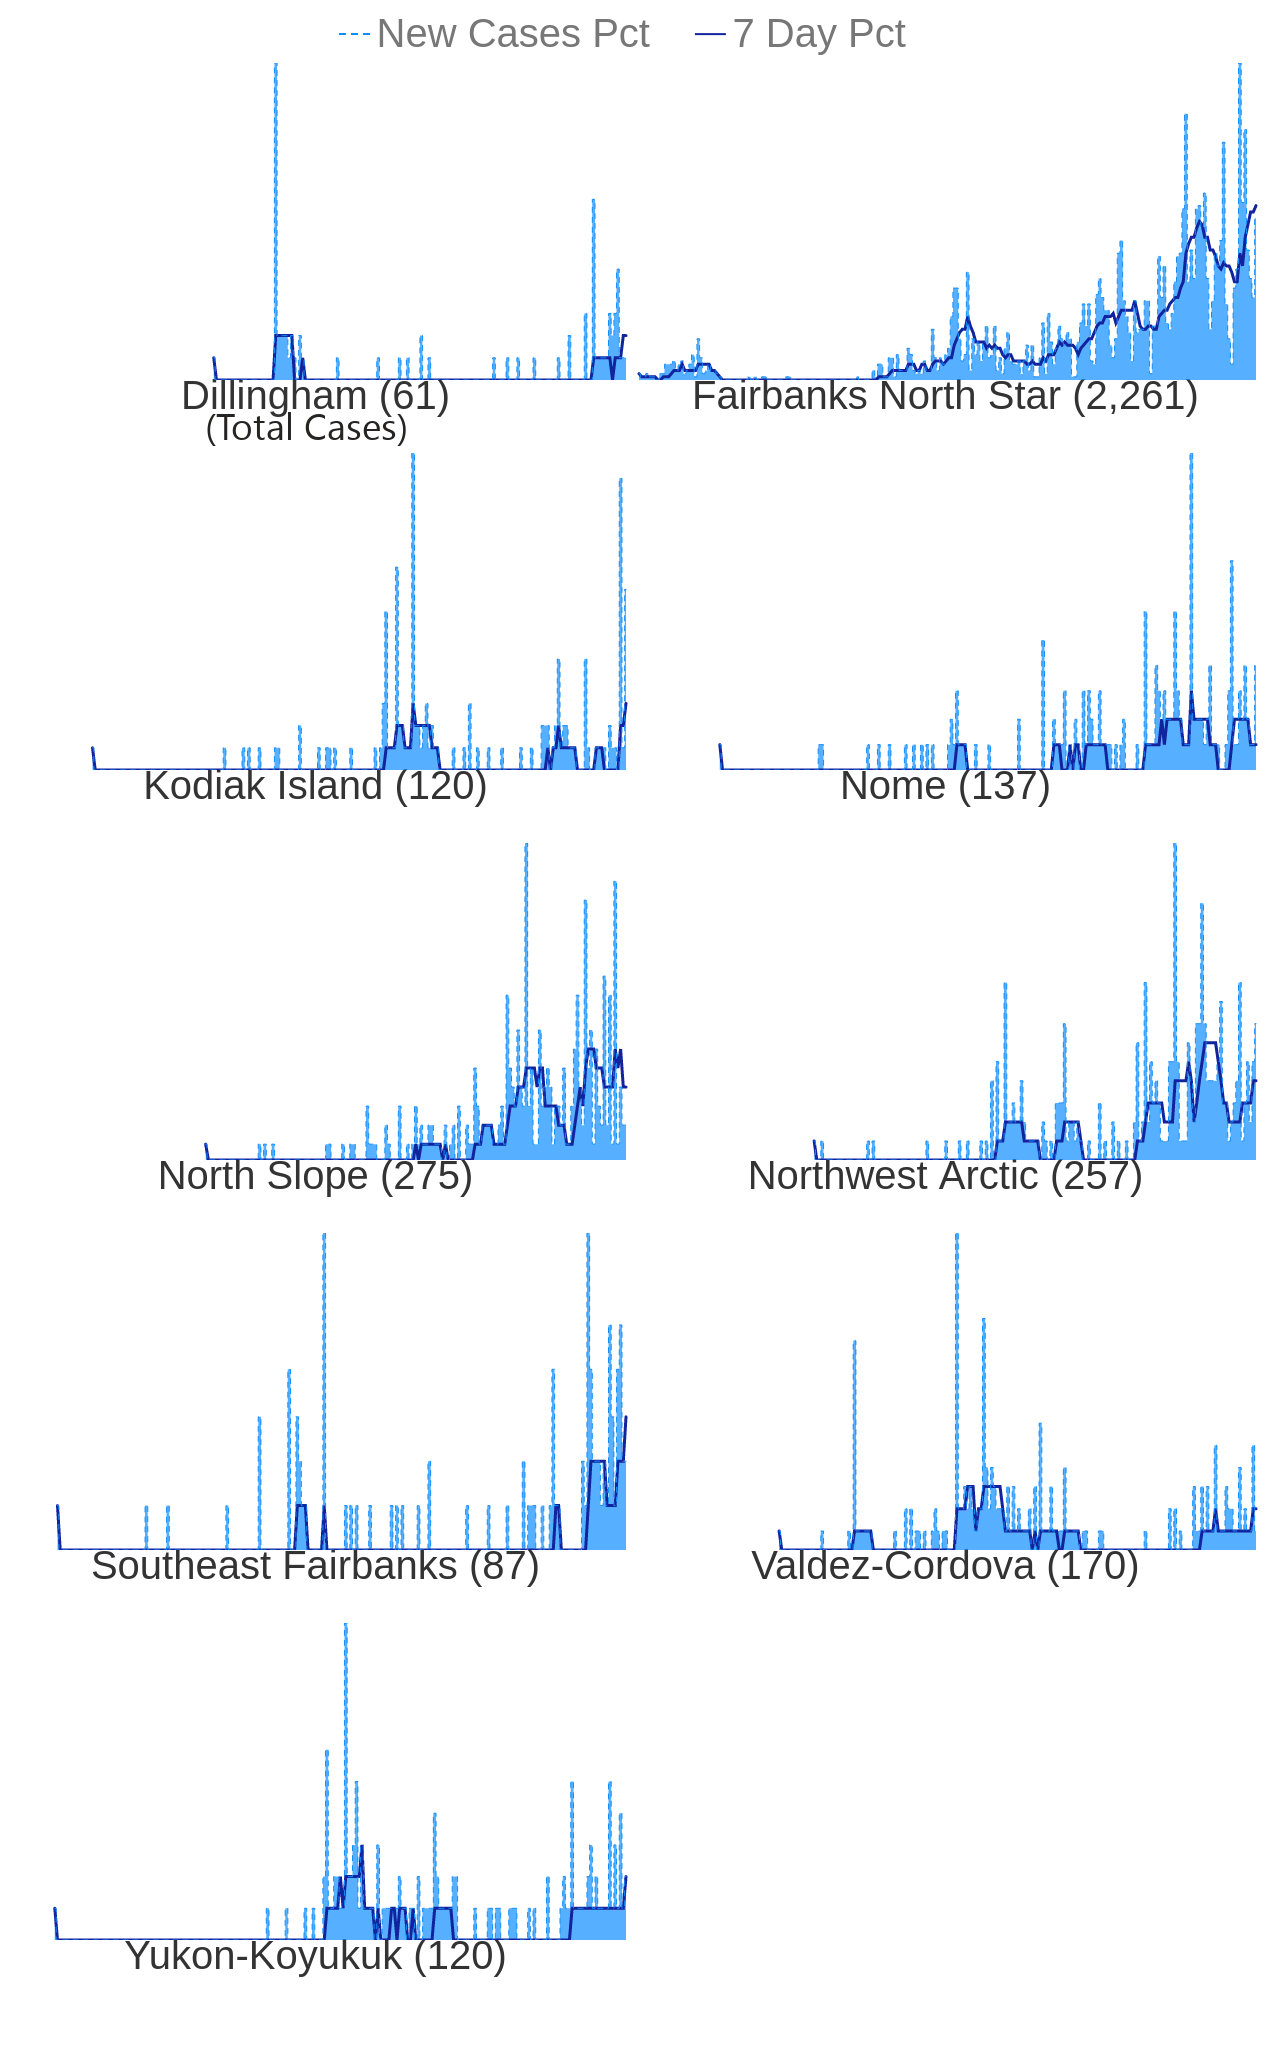 New Cases Pct 7 Day Pct
Dillingham (61) Fairbanks North Star (2,261)
(Total Cases)
Kodiak Island (120) Nome (137)
North Slope (275) Northwest Arctic (257)
Southeast Fairbanks (87) Valdez-Cordova (170)
Yukon-Koyukuk (120)